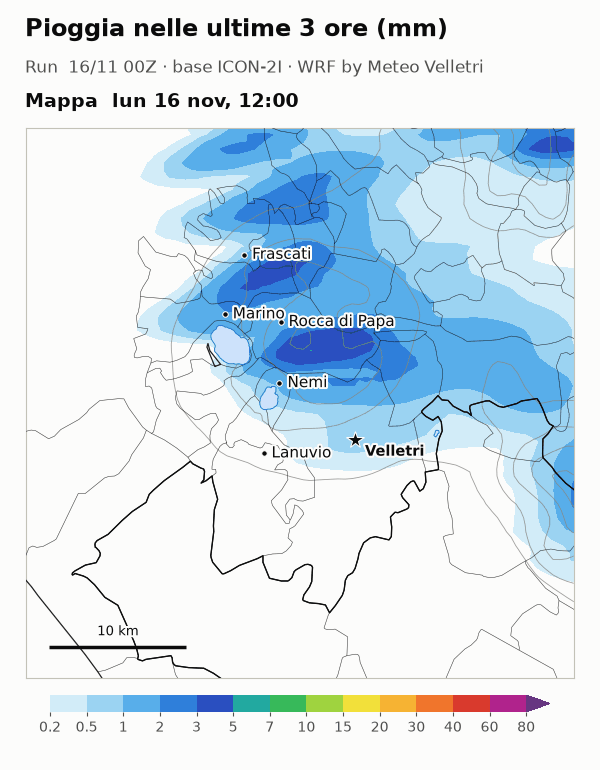 Pioggia nelle ultime 3 ore (mm)
Run  16/11 00Z · base ICON-2I · WRF by Meteo Velletri
Mappa  lun 16 nov, 12:00
Frascati
Marino
Rocca di Papa
Nemi
Velletri
Lanuvio
10 km
0.2 0.5 1 2 3 5 7 10 15 20 30 40 60 80